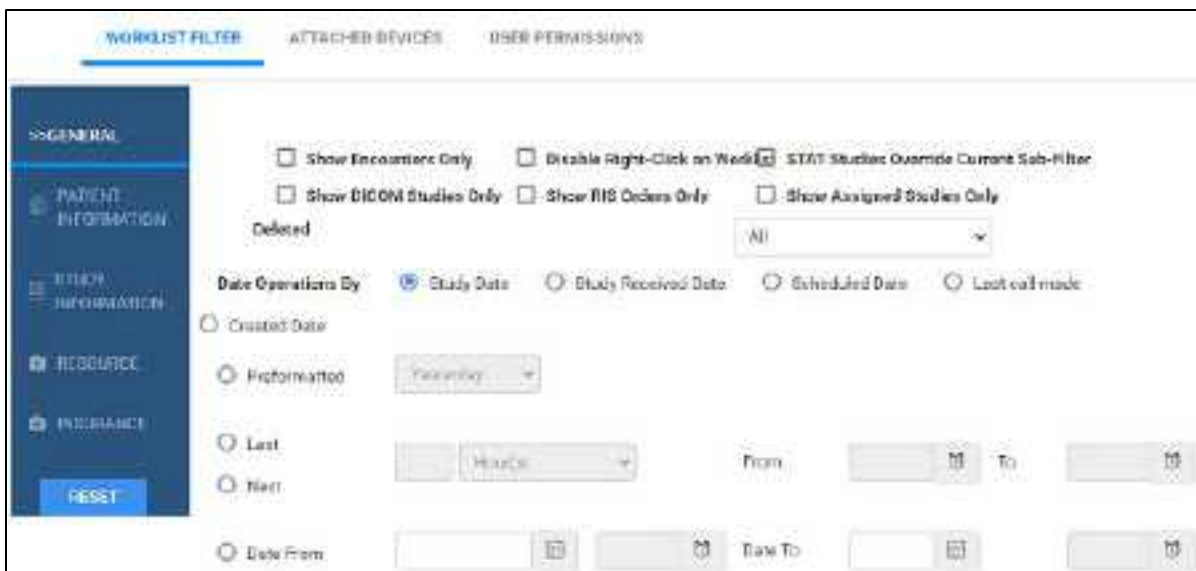 WORKLIST FILTER ATTACHED DEVICES USER PERMISSIONS
>>GENERAL
Show Encounters Only Disable Right-Click on STAT Studies Override Current Sub-Filter
PATIENT INFORMATION
Show DICOM Studies Only Show RIS Orders Only Show Assigned Studies Only
Deleted All
STUDY INFORMATION
Date Operations By Study Date Study Received Date Scheduled Date Last call made
Created Date
RESOURCE
Preformatted Yesterday
INSURANCE
Last
Hour(s) From To
Next
RESET
Date From Date To